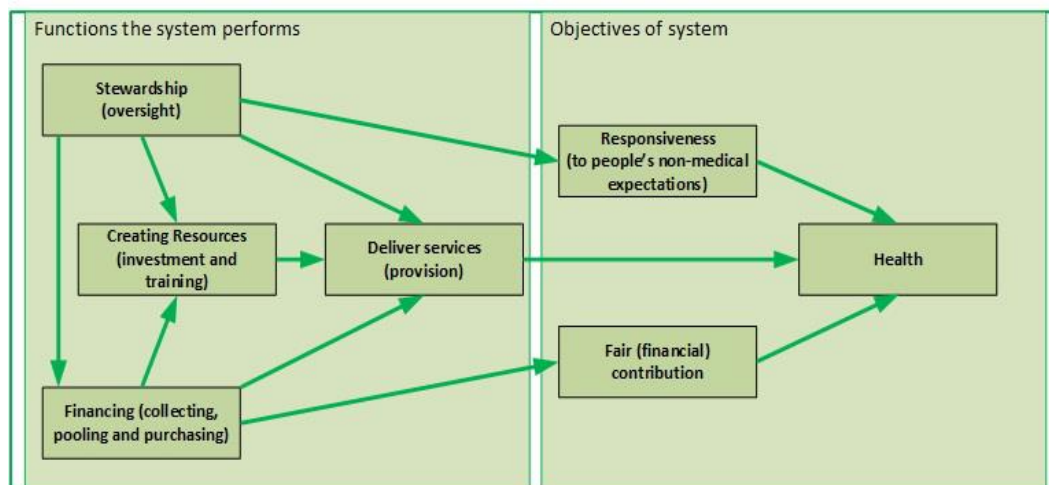 Functions the system performs
Objectives of system
Stewardship
(oversight)
Responsiveness
(to people's non-medical
expectations)
Creating Resources
(investment and
training)
Deliver services
(provision)
Health
Fair (financial)
contribution
Financing (collecting,
pooling and purchasing)